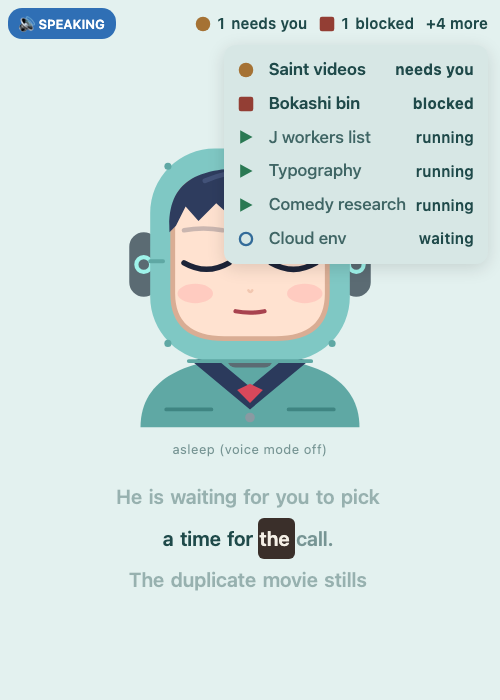 SPEAKING
1 needs you 1 blocked +4 more
Saint videos needs you
Bokashi bin blocked
J workers list running
Typography running
Comedy research running
Cloud env waiting
asleep (voice mode off)
He is waiting for you to pick
a time for the call.
The duplicate movie stills